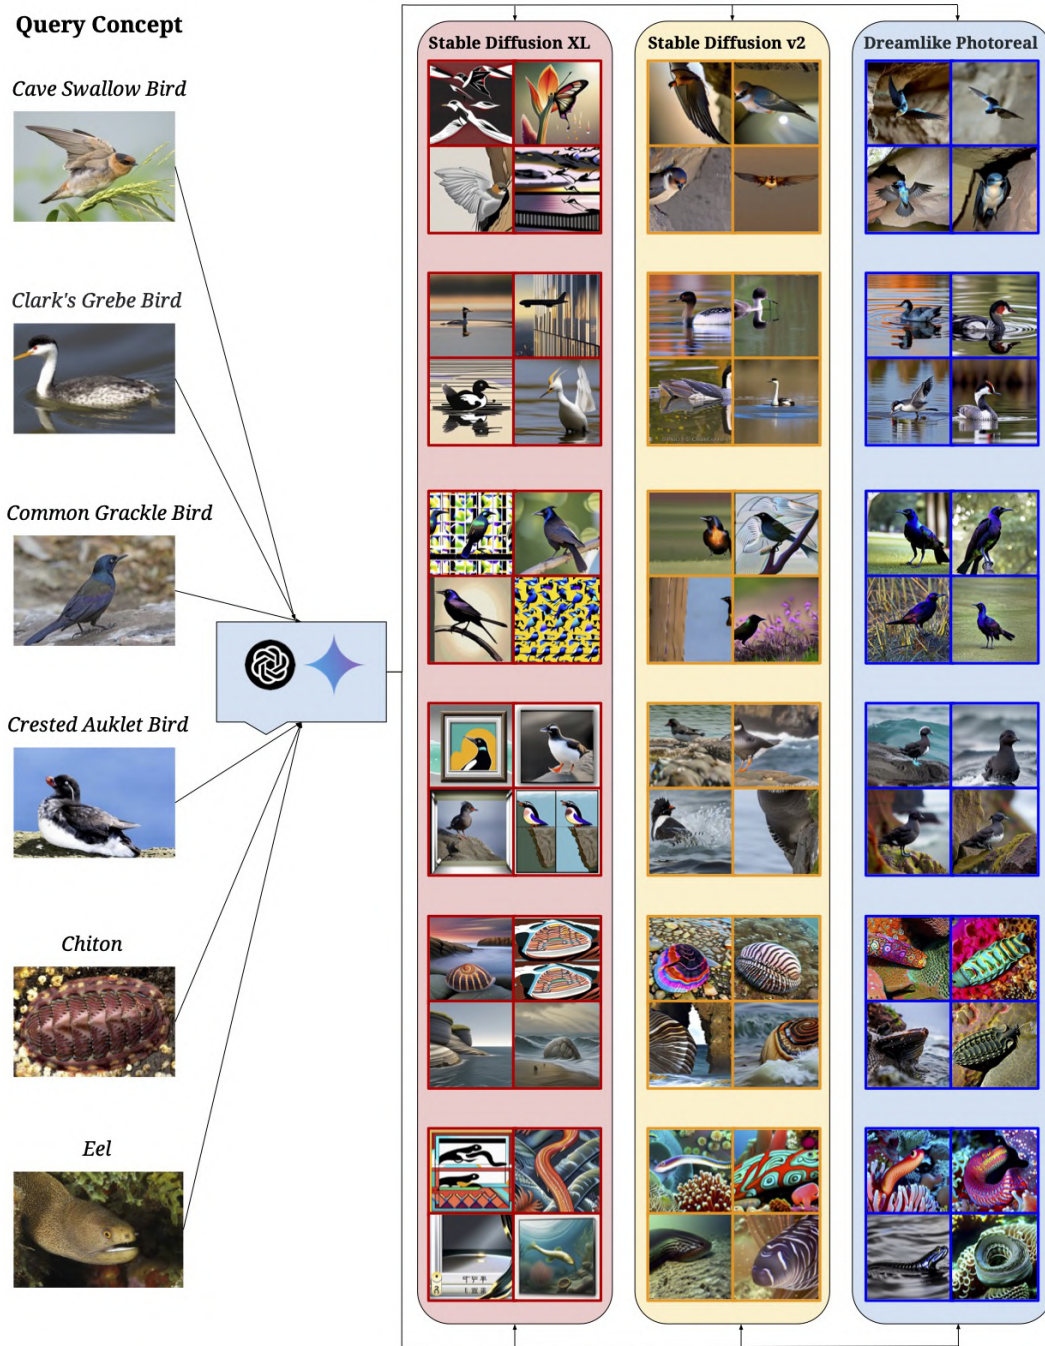 Query Concept
Stable Diffusion XL
Stable Diffusion v2
Dreamlike Photoreal
Cave Swallow Bird
Clark's Grebe Bird
Common Grackle Bird
Crested Auklet Bird
Chiton
Eel